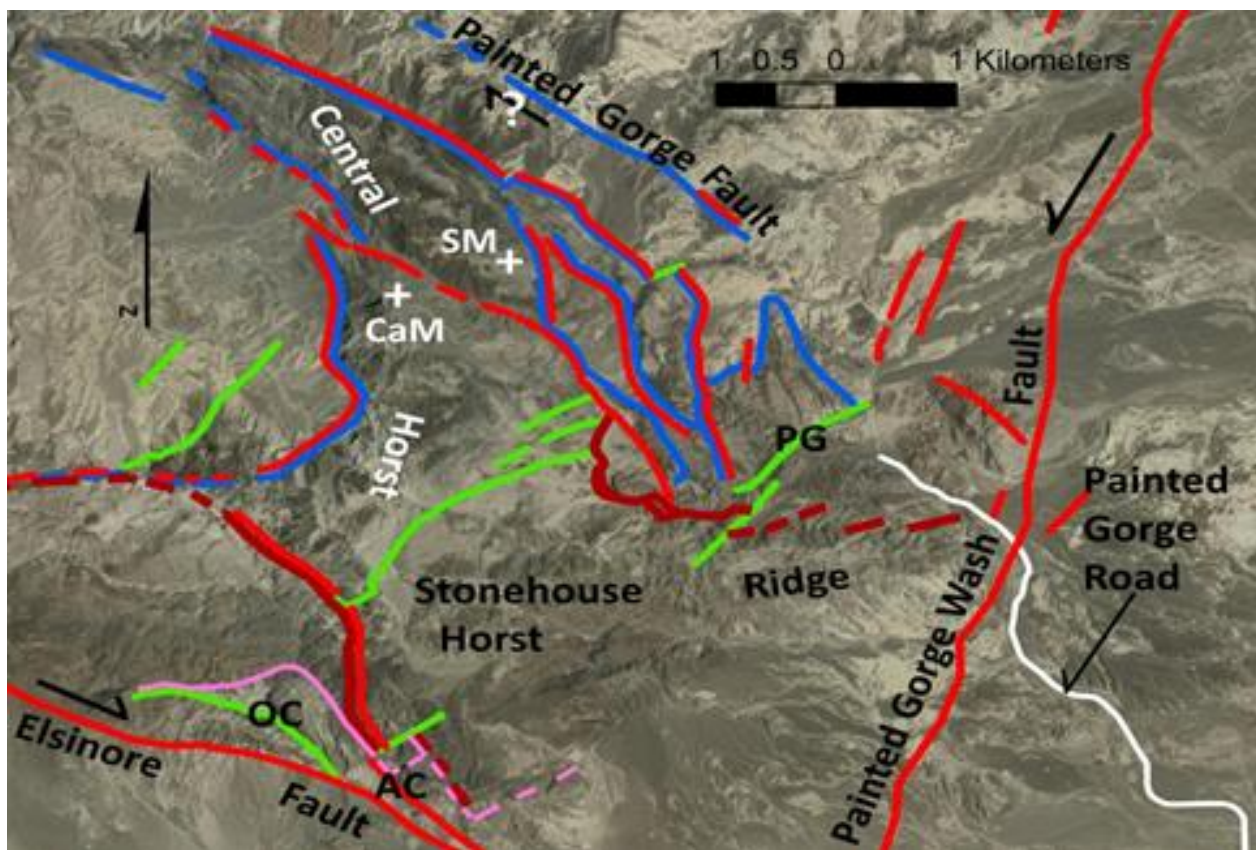 Painted Gorge Fault
?
1 0.5 0 1 Kilometers
Central
SM
CaM
Horst
z
Fault
PG
Painted
Gorge
Road
Stonehouse
Horst
Ridge
Painted Gorge Wash
OC
AC
Elsinore
Fault